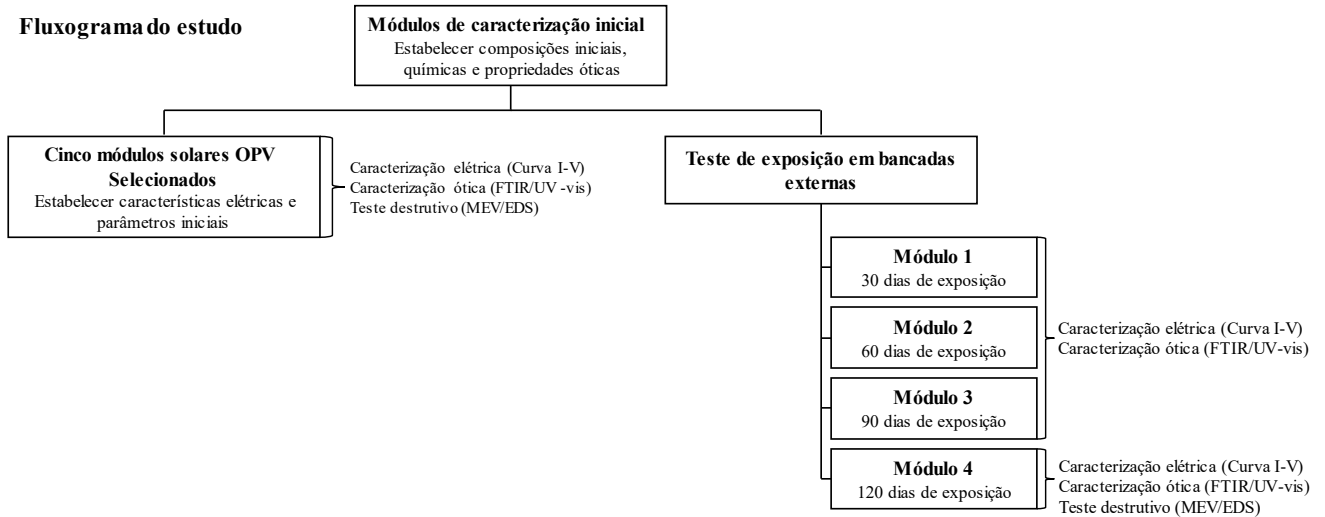 Fluxograma do estudo
Módulos de caracterização inicial
Estabelecer composições iniciais,
químicas e propriedades óticas
Cinco módulos solares OPV
Selecionados
Estabelecer características elétricas e
parâmetros iniciais
Caracterização elétrica (Curva I-V)
Caracterização ótica (FTIR/UV-vis)
Teste destrutivo (MEV/EDS)
Teste de exposição em bancadas
externas
Módulo 1
30 dias de exposição
Módulo 2
60 dias de exposição
Módulo 3
90 dias de exposição
Caracterização elétrica (Curva I-V)
Caracterização ótica (FTIR/UV-vis)
Módulo 4
120 dias de exposição
Caracterização elétrica (Curva I-V)
Caracterização ótica (FTIR/UV-vis)
Teste destrutivo (MEV/EDS)